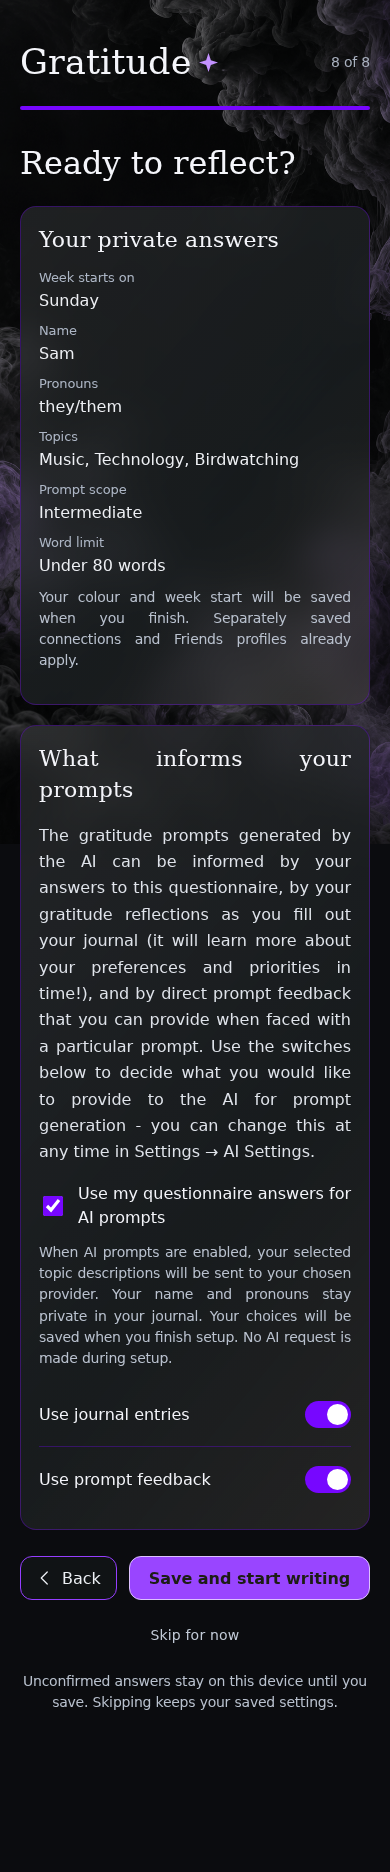 Gratitude
8 of 8
Ready to reflect?
Your private answers
Week starts on
Sunday
Name
Sam
Pronouns
they/them
Topics
Music, Technology, Birdwatching
Prompt scope
Intermediate
Word limit
Under 80 words
Your colour and week start will be saved
when you finish. Separately saved
connections and Friends profiles already
apply.
What informs your
prompts
The gratitude prompts generated by
the AI can be informed by your
answers to this questionnaire, by your
gratitude reflections as you fill out
your journal (it will learn more about
your preferences and priorities in
time!), and by direct prompt feedback
that you can provide when faced with
a particular prompt. Use the switches
below to decide what you would like
to provide to the AI for prompt
generation - you can change this at
any time in Settings → AI Settings.
Use my questionnaire answers for
AI prompts
When AI prompts are enabled, your selected
topic descriptions will be sent to your chosen
provider. Your name and pronouns stay
private in your journal. Your choices will be
saved when you finish setup. No AI request is
made during setup.
Use journal entries
Use prompt feedback
Back
Save and start writing
Skip for now
Unconfirmed answers stay on this device until you
save. Skipping keeps your saved settings.